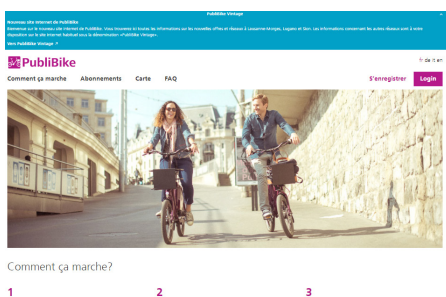 PubliBike Vintage
Nouveau site internet de PubliBike
Bienvenue sur le nouveau site internet de PubliBike. Vous trouverez ici toutes les informations sur les nouvelles offres et réseaux à Lausanne-Morges, Lugano et Sion. Les informations concernant les autres réseaux sont à votre
disposition sur le site internet habituel sous la dénomination «PubliBike Vintage».
Vers PubliBike Vintage
PubliBike
fr de it en
Comment ça marche Abonnements Carte FAQ S'enregistrer Login
Comment ça marche?
1 2 3